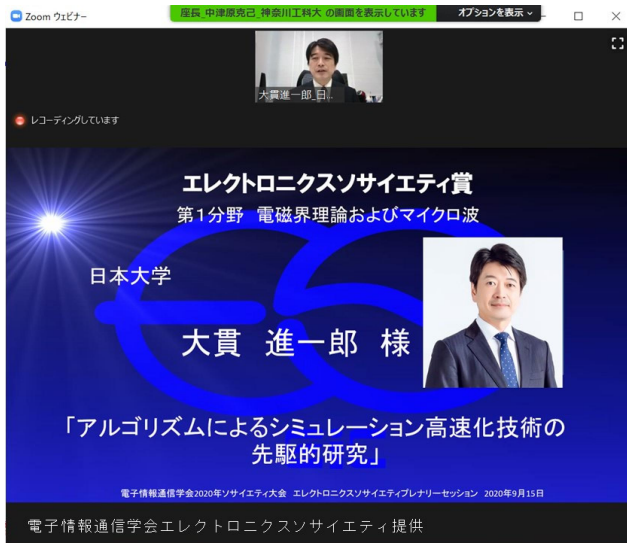 Zoom ウェビナー
座長_中津原克己_神奈川工科大 の画面を表示しています
オプションを表示
大貫進一郎_日...
レコーディングしています
エレクトロニクスソサイエティ賞
第1分野 電磁界理論およびマイクロ波
日本大学
大貫 進一郎 様
「アルゴリズムによるシミュレーション高速化技術の
先駆的研究」
電子情報通信学会2020年ソサイエティ大会 エレクトロニクスソサイエティプレナリーセッション 2020年9月15日
電子情報通信学会エレクトロニクスソサイエティ提供